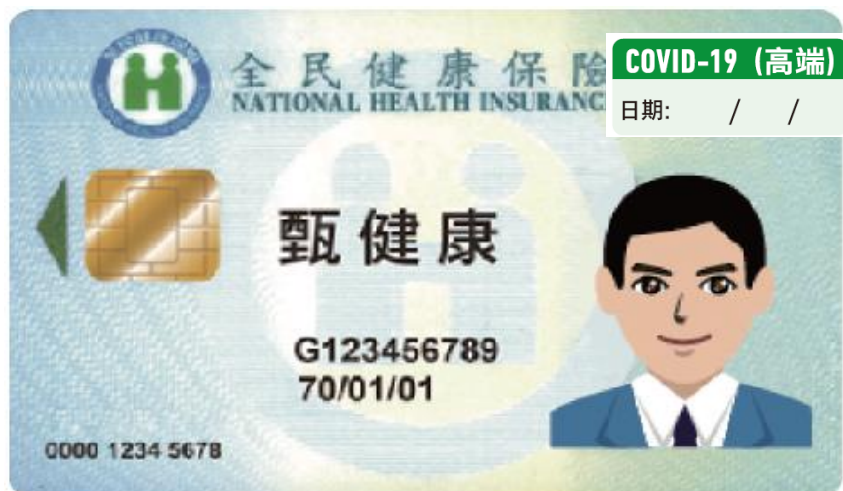 全民健康保險
NATIONAL HEALTH INSURANC
COVID-19 (高端)
日期: / /
甄健康
G123456789
70/01/01
0000 1234 5678